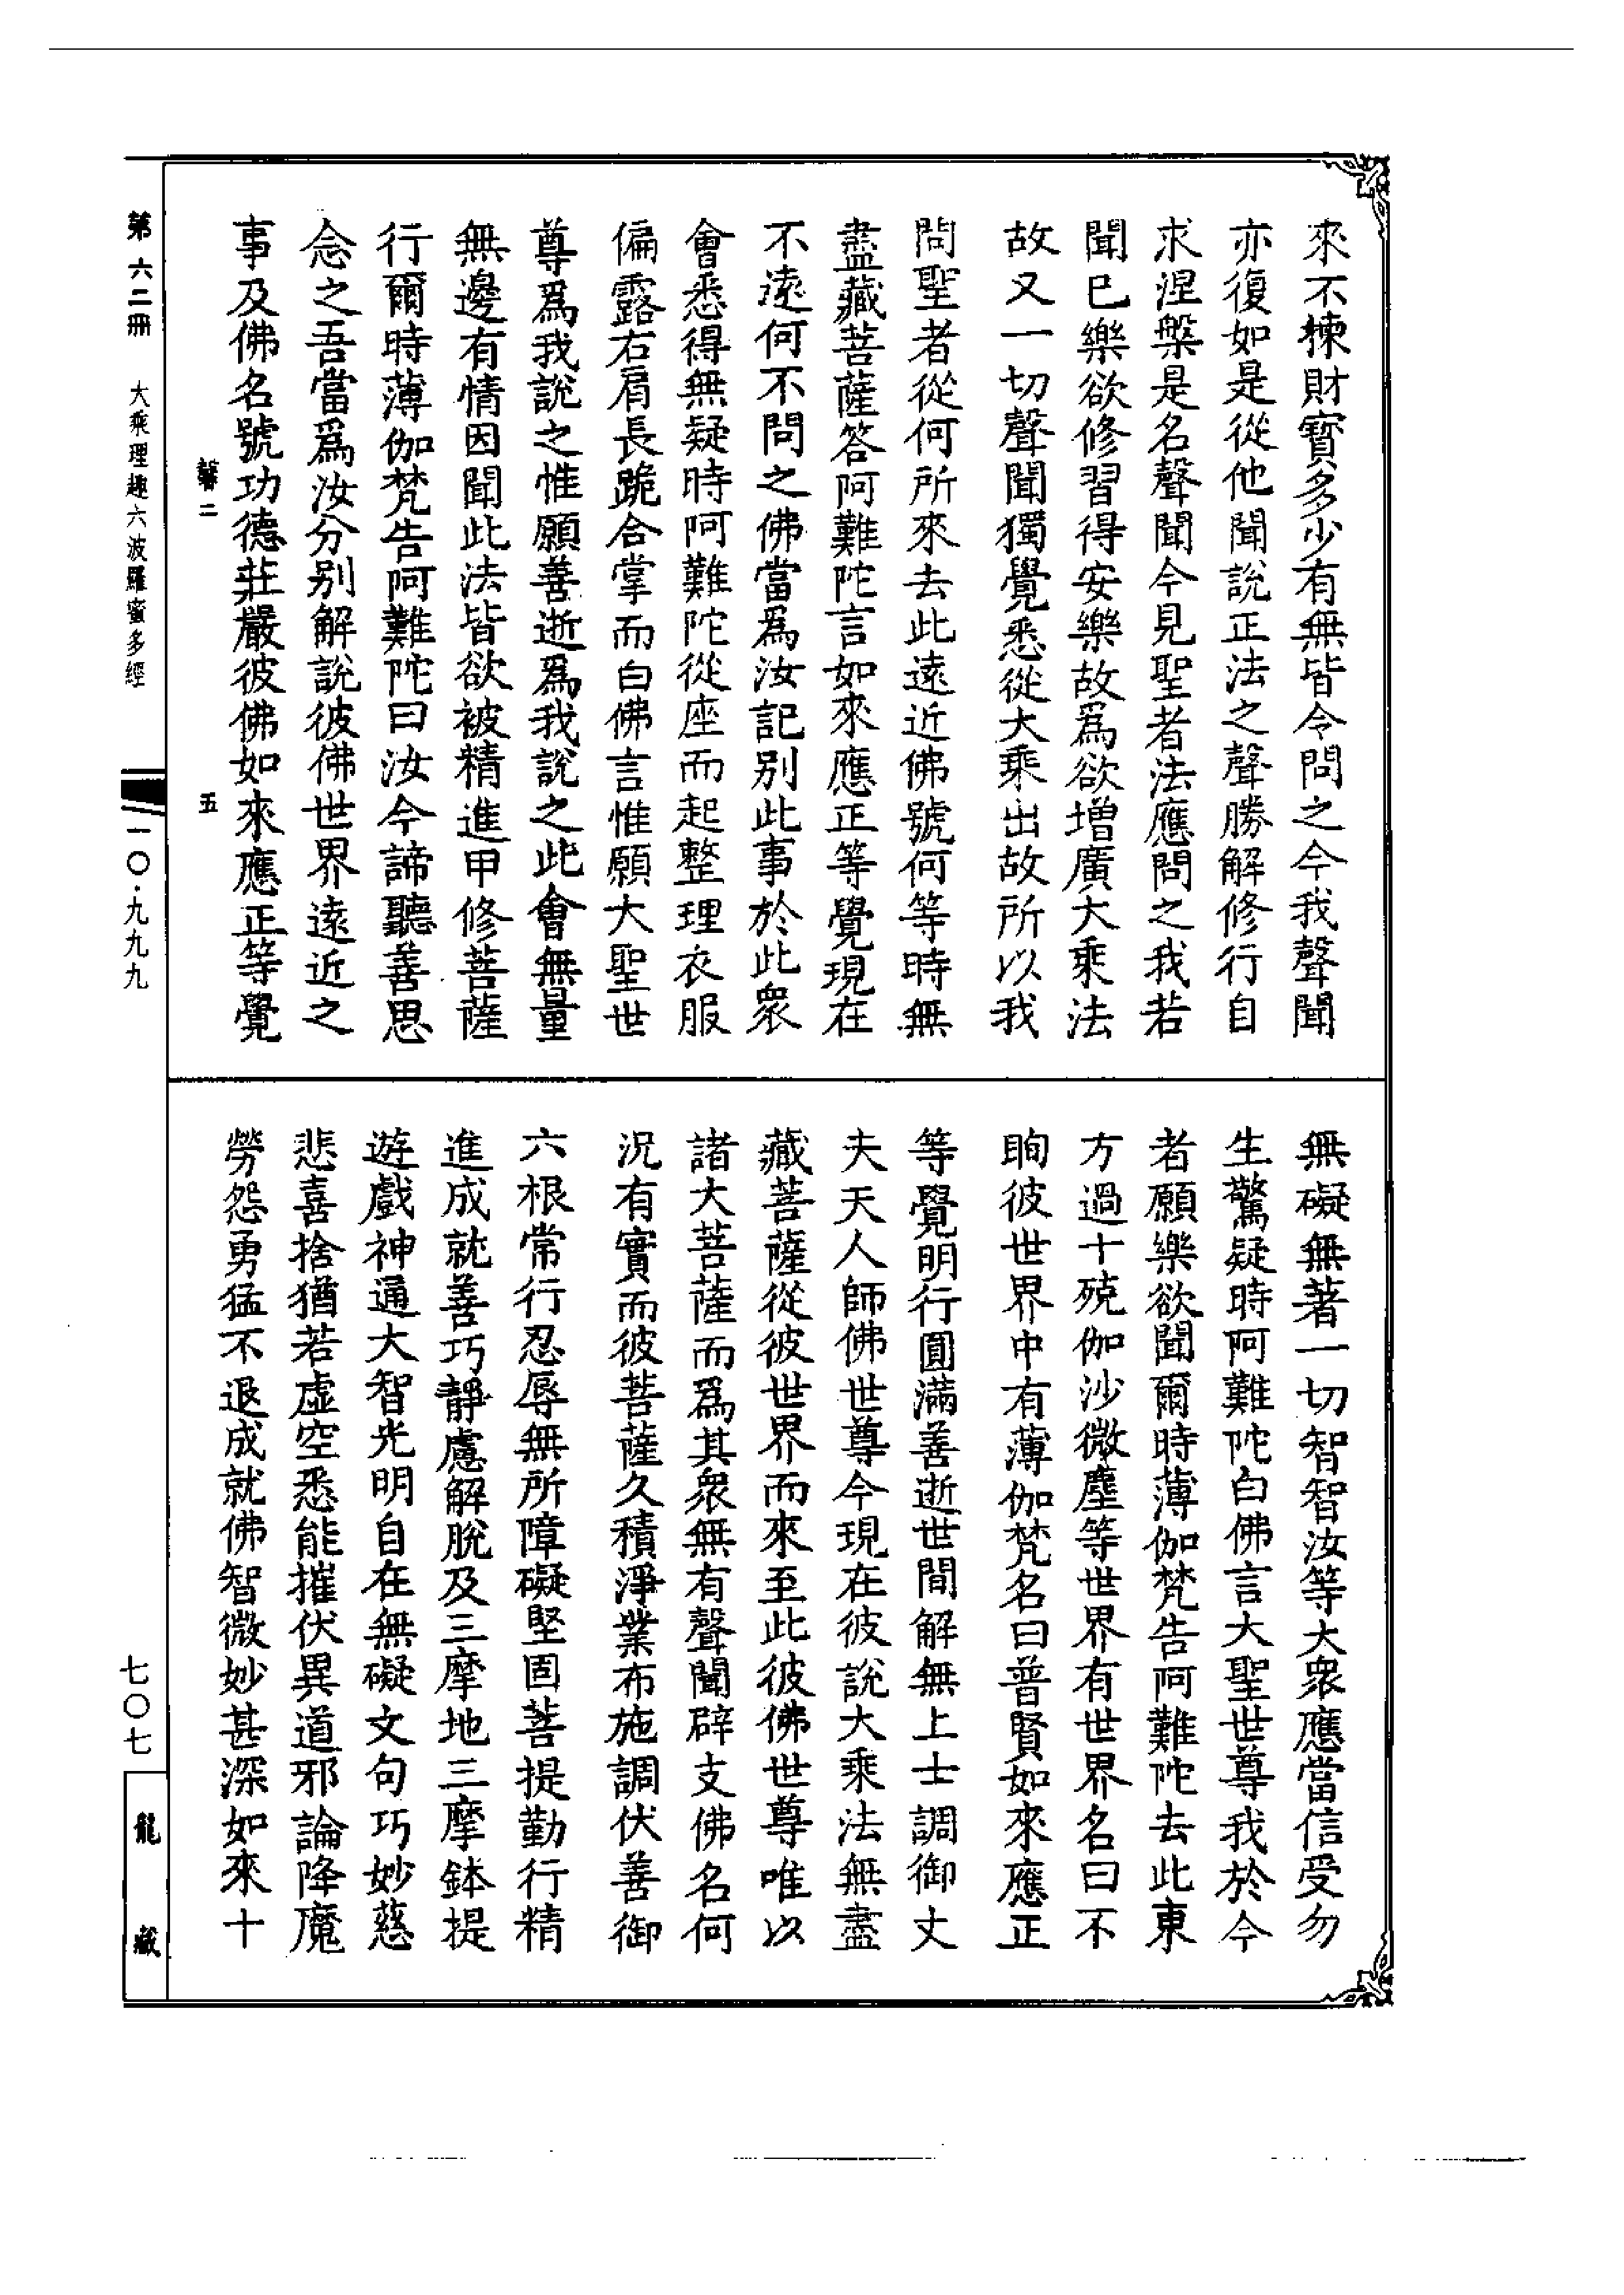 來不揀財寶多少有無皆令問之今我聲聞
亦復如是從他聞說正法之聲勝解修行自
求涅槃是名聲聞今見聖者法應問之我若
聞已樂欲修習得安樂故爲欲增廣大乘法
故又一切聲聞獨覺悉從大乘出故所以我
問聖者從何所來去此遠近佛號何等時無
盡藏菩薩答阿難陀言如來應正等覺現在
不遠何不問之佛當爲汝記別此事於此衆
會悉得無疑時阿難陀從座而起整理衣服
偏露右肩長跪合掌而白佛言惟願大聖世
尊爲我說之惟願善逝爲我說之此會無量
無邊有情因聞此法皆欲被精進甲修菩薩
行爾時薄伽梵告阿難陀曰汝今諦聽善思
念之吾當爲汝分別解說彼佛世界遠近之
事及佛名號功德莊嚴彼佛如來應正等覺
無礙無著一切智智汝等大衆應當信受勿
生驚疑時阿難陀白佛言大聖世尊我於今
者願樂欲聞爾時薄伽梵告阿難陀去此東
方過十殑伽沙微塵等世界有世界名曰不
眴彼世界中有薄伽梵名曰普賢如來應正
等覺明行圓滿善逝世間解無上士調御丈
夫天人師佛世尊今現在彼說大乘法無盡
藏菩薩從彼世界而來至此彼佛世尊唯以
諸大菩薩而爲其衆無有聲聞辟支佛名何
況有實而彼菩薩久積淨業布施調伏善御
六根常行忍辱無所障礙堅固菩提勤行精
進成就善巧靜慮解脫及三摩地三摩鉢提
遊戲神通大智光明自在無礙文句巧妙慈
悲喜捨猶若虛空悉能摧伏異道邪論降魔
勞怨勇猛不退成就佛智微妙甚深如來十
二 五
第六二冊 大乘理趣六波羅蜜多經
一〇·九九九
七〇七
龍藏